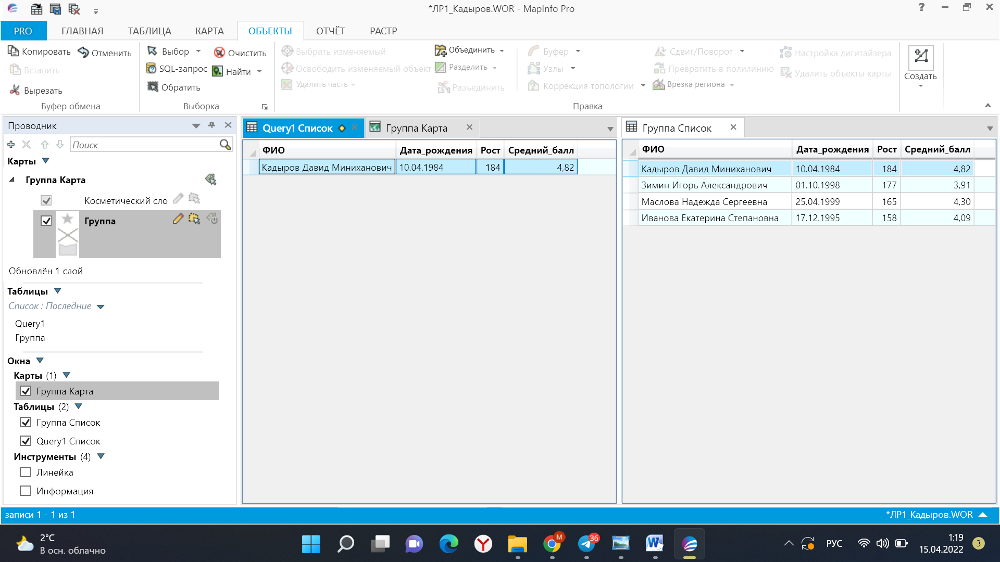 *ЛР1_Кадыров.WOR - MapInfo Pro
PRO ГЛАВНАЯ ТАБЛИЦА КАРТА ОБЪЕКТЫ ОТЧЁТ РАСТР
Копировать Отменить
Вставить
Вырезать
Буфер обмена
Выбор Очистить
SQL-запрос Найти
Обратить
Выборка
Выбрать изменяемый
Освободить изменяемый объект
Удалить часть
Объединить
Разделить
Разъединить
Буфер
Узлы
Коррекция топологии
Сдвиг/Поворот
Превратить в полилинию
Врезка региона
Настройка дигитайзера
Удалить объекты карты
Правка
Создать
Проводник
Поиск
Карты
Группа Карта
Косметический сло
Группа
Обновлён 1 слой
Таблицы
Список : Последние
Query1
Группа
Окна
Карты (1)
Группа Карта
Таблицы (2)
Группа Список
Query1 Список
Инструменты (4)
Линейка
Информация
Query1 Список Группа Карта
ФИО Дата_рождения Рост Средний_балл
Кадыров Давид Миниханович 10.04.1984 184 4,82
Группа Список
ФИО Дата_рождения Рост Средний_балл
Кадыров Давид Миниханович 10.04.1984 184 4,82
Зимин Игорь Александрович 01.10.1998 177 3,91
Маслова Надежда Сергеевна 25.04.1999 165 4,30
Иванова Екатерина Степановна 17.12.1995 158 4,09
записи 1 - 1 из 1 *ЛР1_Кадыров.WOR
2°C
В осн. облачно
M
36
РУС
1:19
15.04.2022
3